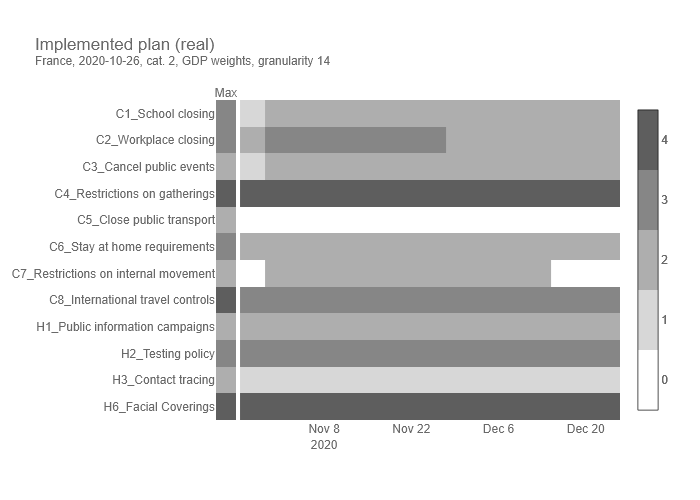 Implemented plan (real)
France, 2020-10-26, cat. 2, GDP weights, granularity 14
Max
C1_School closing
C2_Workplace closing
C3_Cancel public events
C4_Restrictions on gatherings
C5_Close public transport
C6_Stay at home requirements
C7_Restrictions on internal movement
C8_International travel controls
H1_Public information campaigns
H2_Testing policy
H3_Contact tracing
H6_Facial Coverings
Nov 8 Nov 22 Dec 6 Dec 20
2020
4
3
2
1
0